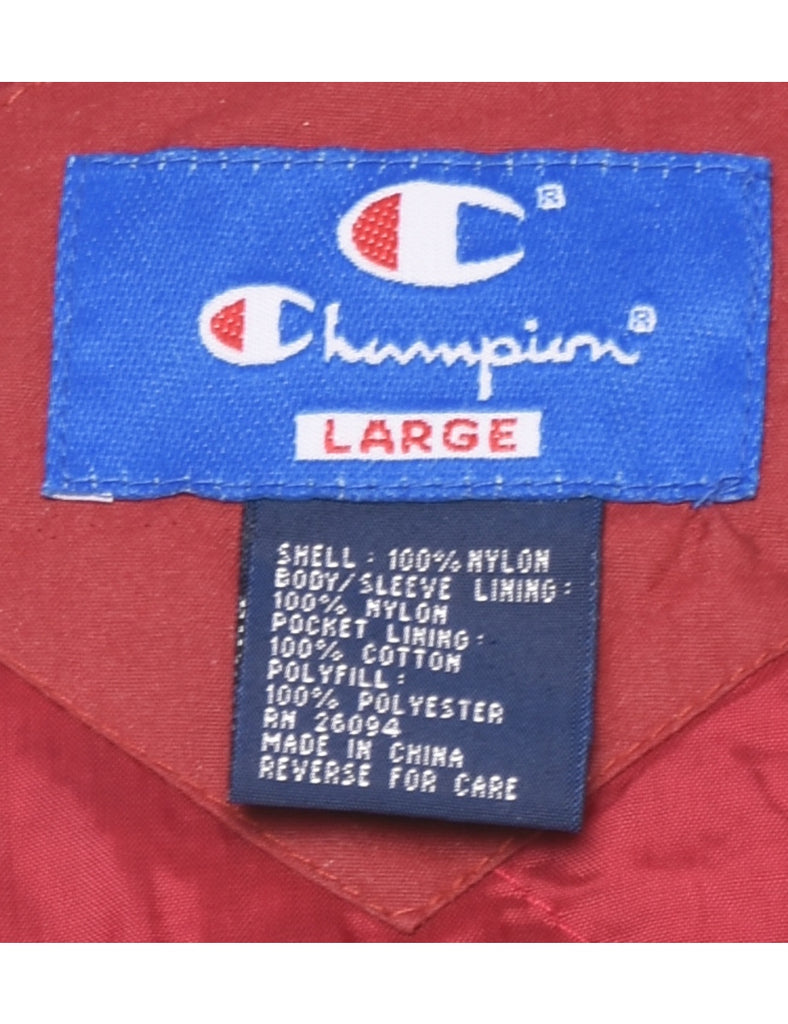 ®
Champion®
LARGE
SHELL: 100% NYLON
BODY/SLEEVE LINING:
100% NYLON
POCKET LINING:
100% COTTON
POLYFILL:
100% POLYESTER
RN 26094
MADE IN CHINA
REVERSE FOR CARE